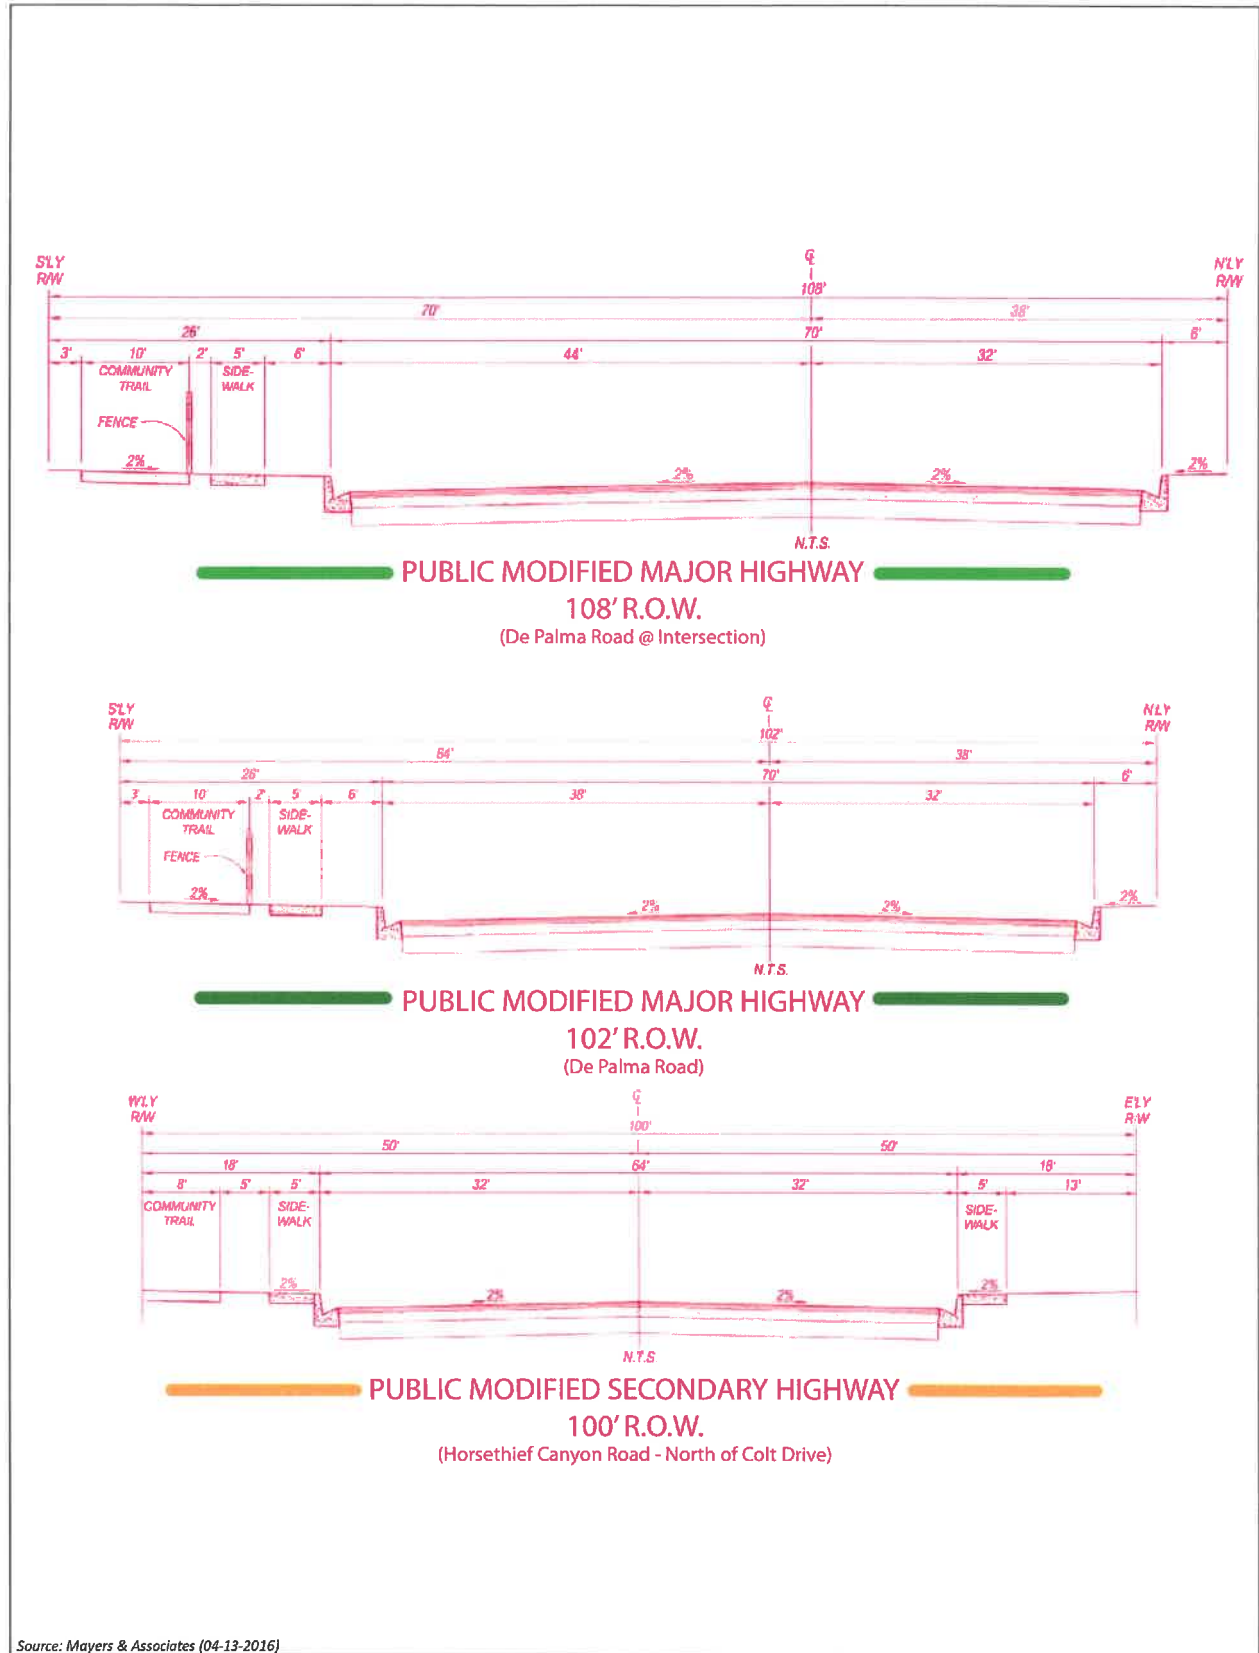 S'LY R/W
℄
N'LY R/W
108'
70' 38'
26' 70' 6'
3' 10' 2' 5' 6' 44' 32'
COMMUNITY TRAIL
SIDE-WALK
FENCE
2% 2% 2% 2%
N.T.S.
PUBLIC MODIFIED MAJOR HIGHWAY
108' R.O.W.
(De Palma Road @ Intersection)
S'LY R/W
℄
N'LY R/W
102'
64' 38'
26' 70' 6'
3' 10' 2' 5 6' 38' 32'
COMMUNITY TRAIL
SIDE-WALK
FENCE
2% 2% 2% 2%
N.T.S.
PUBLIC MODIFIED MAJOR HIGHWAY
102' R.O.W.
(De Palma Road)
W'LY R/W
℄
E'LY R/W
100'
50' 50'
18' 64' 18'
8' 5' 5' 32' 32' 5' 13'
COMMUNITY TRAIL
SIDE-WALK
SIDE-WALK
2% 2% 2% 2%
N.T.S.
PUBLIC MODIFIED SECONDARY HIGHWAY
100' R.O.W.
(Horsethief Canyon Road - North of Colt Drive)
Source: Mayers & Associates (04-13-2016)